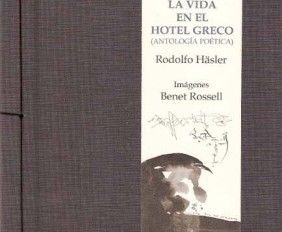 LA VIDA
EN EL
HOTEL GRECO
(ANTOLOGÍA POÉTICA)
Rodolfo Häsler
Imágenes
Benet Rossell